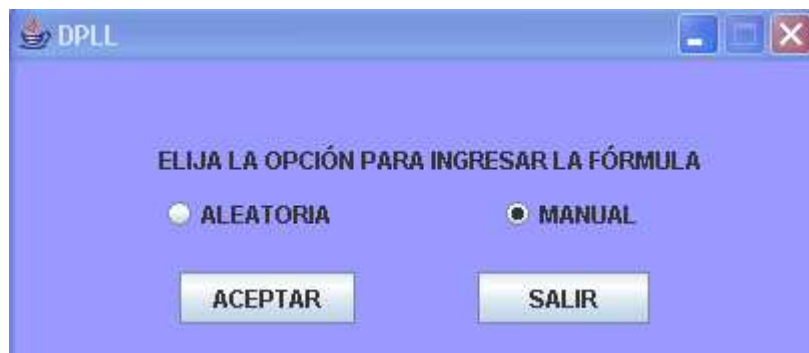 DPLL
ELIJA LA OPCIÓN PARA INGRESAR LA FÓRMULA
ALEATORIA MANUAL
ACEPTAR SALIR